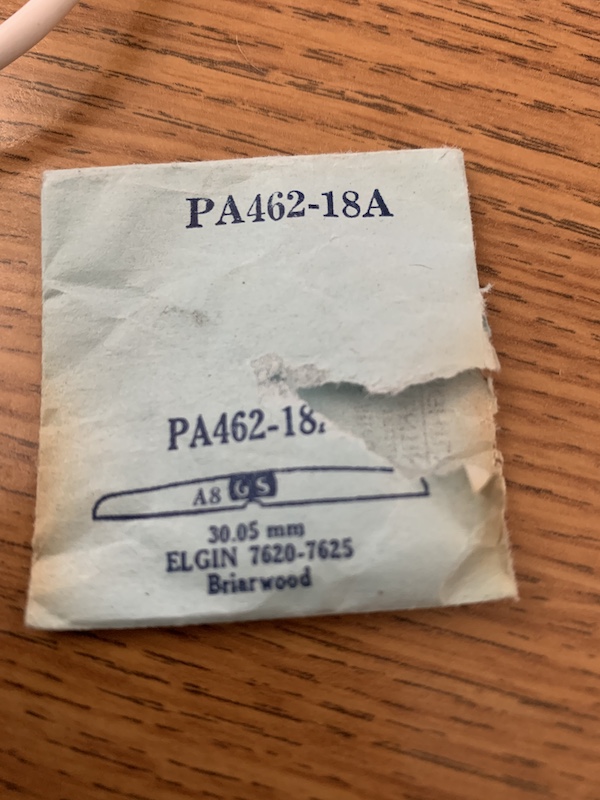 PA462-18A
PA462-18
A8 GS
30.05 mm
ELGIN 7620-7625
Briarwood